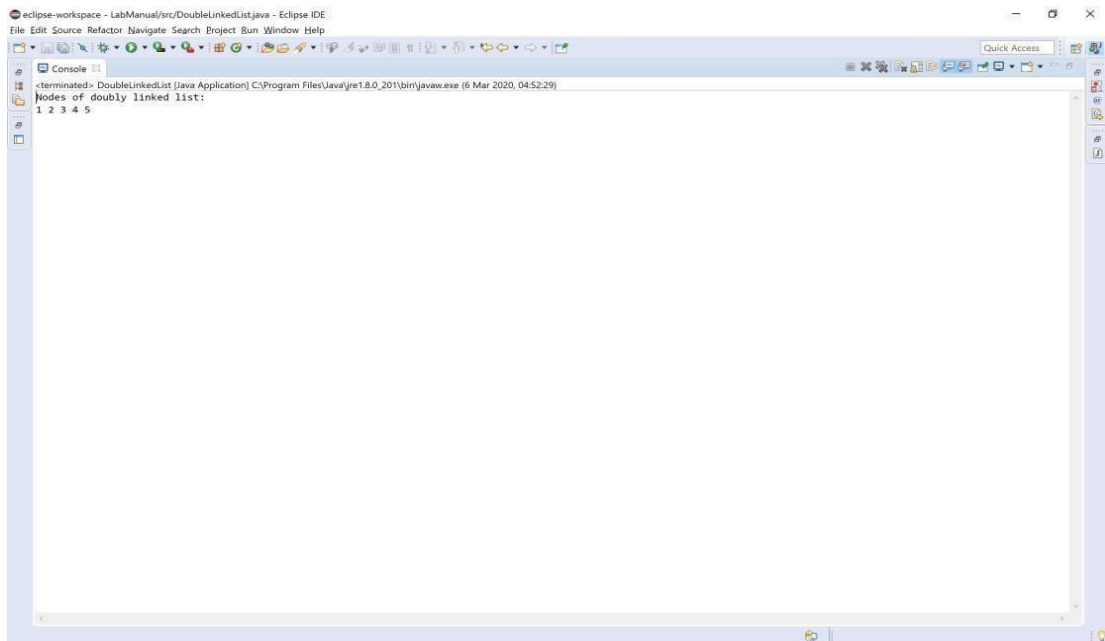 eclipse-workspace - LabManual/src/DoubleLinkedList.java - Eclipse IDE
File Edit Source Refactor Navigate Search Project Run Window Help
Quick Access
Console
<terminated> DoubleLinkedList [Java Application] C:\Program Files\Java\jre1.8.0_201\bin\javaw.exe (6 Mar 2020, 04:52:29)
Nodes of doubly linked list:
1 2 3 4 5